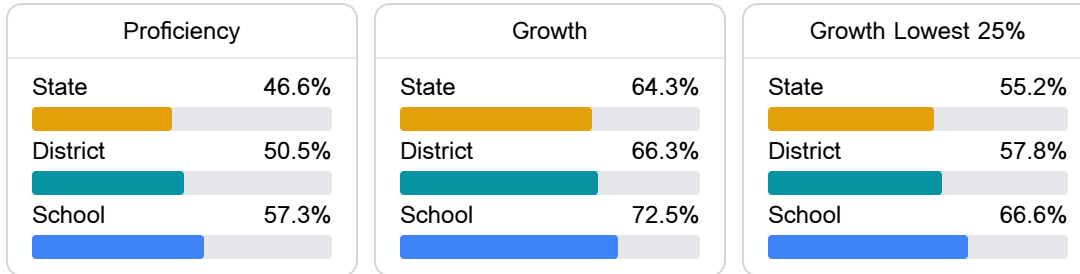 Proficiency
State 46.6%
District 50.5%
School 57.3%
Growth
State 64.3%
District 66.3%
School 72.5%
Growth Lowest 25%
State 55.2%
District 57.8%
School 66.6%